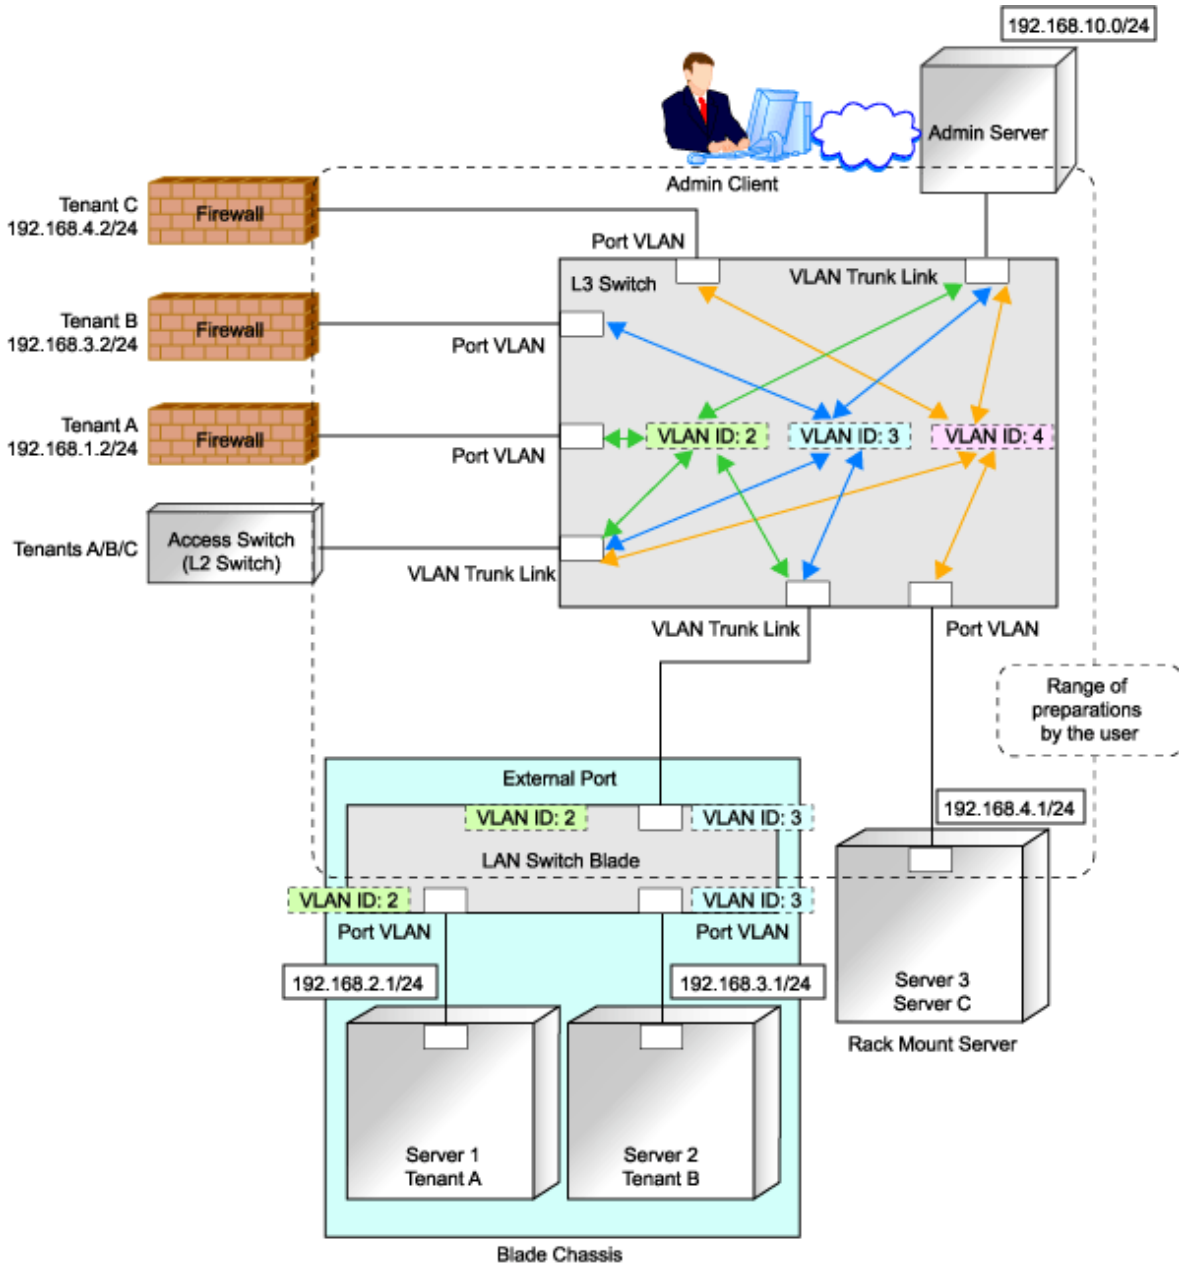 192.168.10.0/24
Admin Server
Admin Client
Tenant C
192.168.4.2/24
Firewall
Port VLAN
L3 Switch
VLAN Trunk Link
Tenant B
192.168.3.2/24
Firewall
Port VLAN
Tenant A
192.168.1.2/24
Firewall
Port VLAN
VLAN ID: 2
VLAN ID: 3
VLAN ID: 4
Tenants A/B/C
Access Switch
(L2 Switch)
VLAN Trunk Link
VLAN Trunk Link
Port VLAN
Range of
preparations
by the user
External Port
VLAN ID: 2
VLAN ID: 3
LAN Switch Blade
VLAN ID: 2
VLAN ID: 3
Port VLAN
Port VLAN
192.168.4.1/24
192.168.2.1/24
192.168.3.1/24
Server 3
Server C
Rack Mount Server
Server 1
Tenant A
Server 2
Tenant B
Blade Chassis